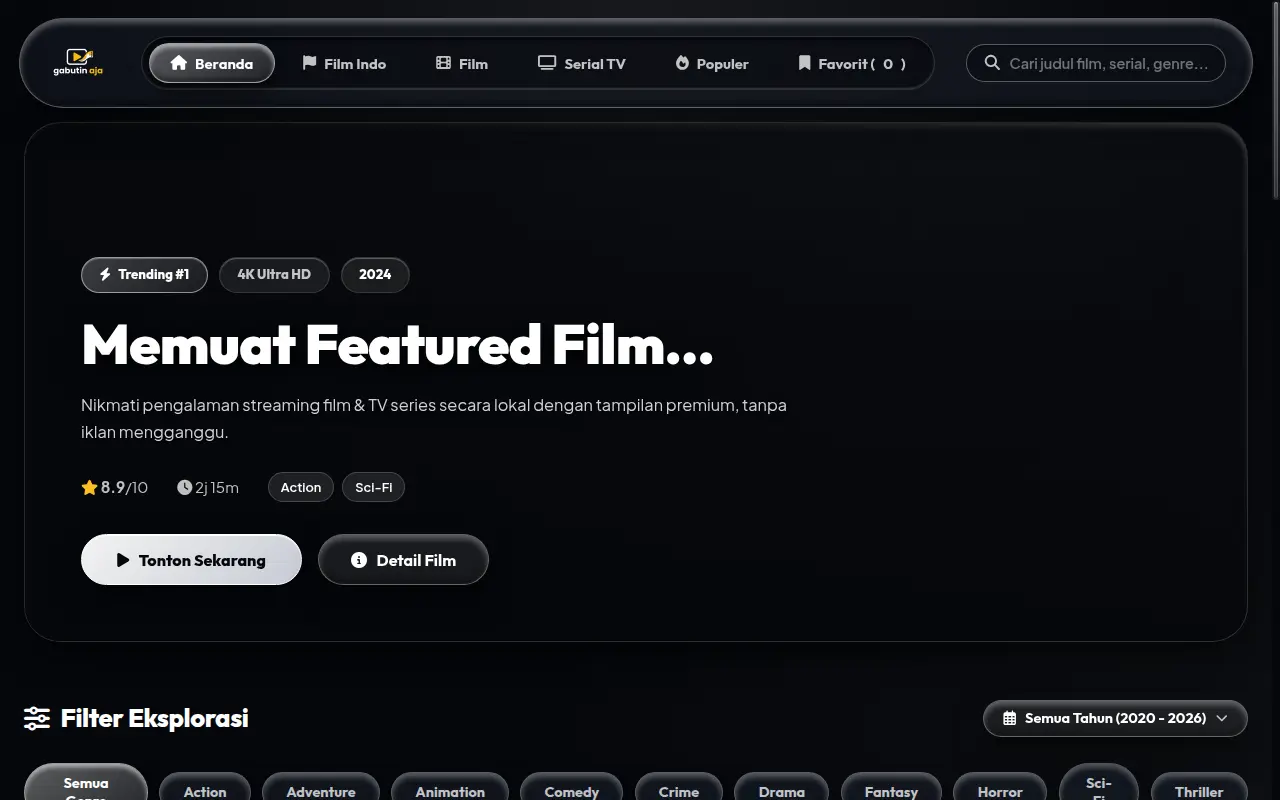 gabutin aja
Beranda
Film Indo
Film
Serial TV
Populer
Favorit ( 0 )
Cari judul film, serial, genre...
Trending #1
4K Ultra HD
2024
Memuat Featured Film...
Nikmati pengalaman streaming film & TV series secara lokal dengan tampilan premium, tanpa
iklan mengganggu.
8.9/10
2j 15m
Action
Sci-Fi
Tonton Sekarang
Detail Film
Filter Eksplorasi
Semua Tahun (2020 - 2026)
Semua
Genre
Action
Adventure
Animation
Comedy
Crime
Drama
Fantasy
Horror
Sci-
Fi
Thriller